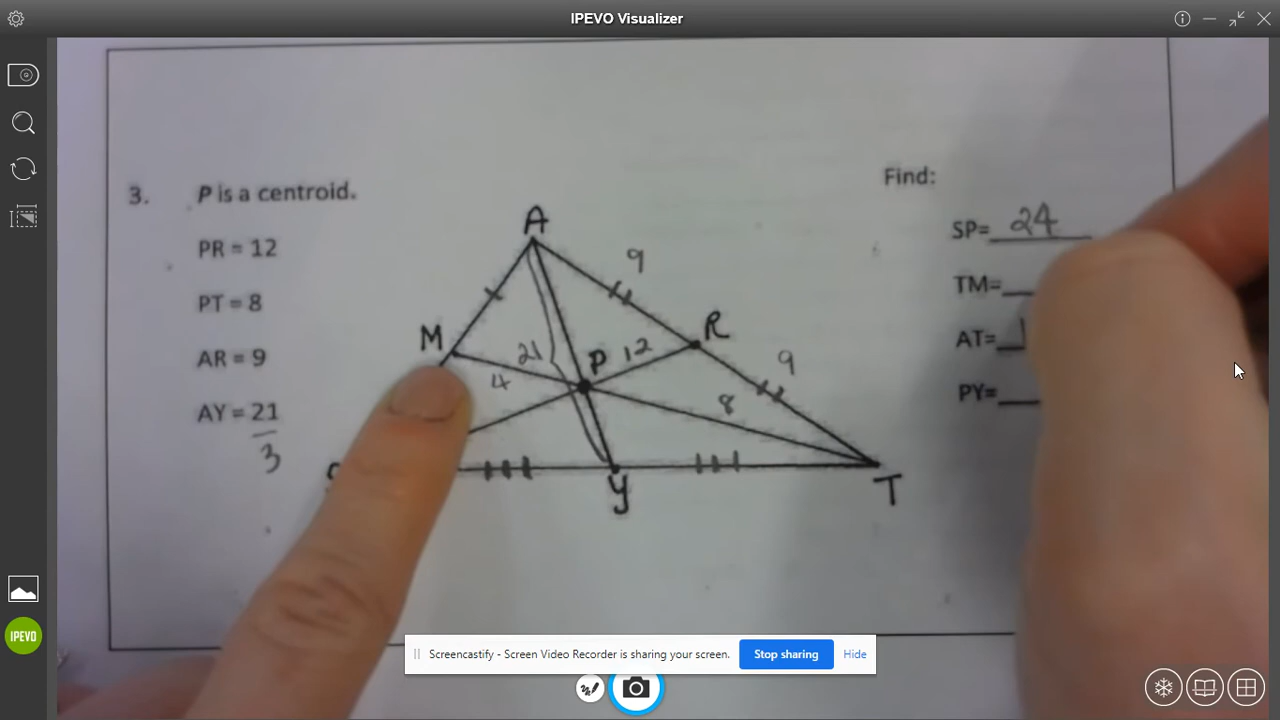 IPEVO Visualizer
3. P is a centroid.
PR = 12
PT = 8
AR = 9
AY = 21
3
A
9
M
R
21
P
12
9
4
8
Y
T
Find:
SP= 24
TM=
AT=
PY=
Screencastify - Screen Video Recorder is sharing your screen.
Stop sharing
Hide
IPEVO